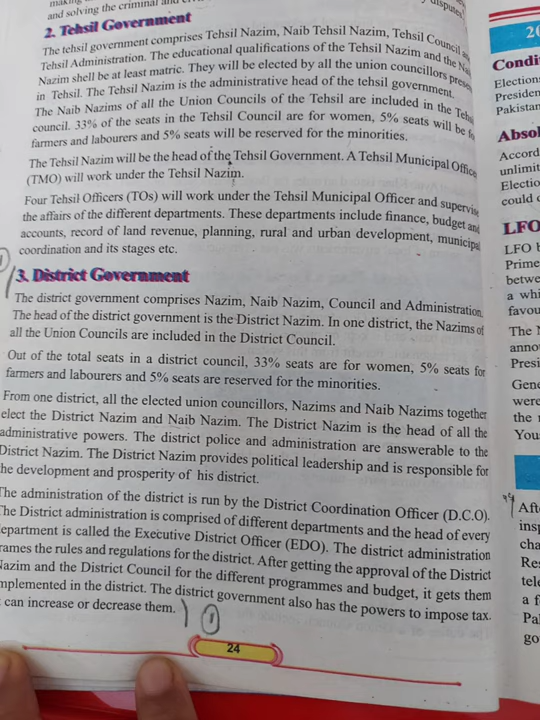 and solving the criminal and
disputes
2. Tehsil Government
The tehsil government comprises Tehsil Nazim, Naib Tehsil Nazim, Tehsil Council
Tehsil Administration. The educational qualifications of the Tehsil Nazim and the
Nazim shall be at least matric. They will be elected by all the union councillors
in Tehsil. The Tehsil Nazim is the administrative head of the tehsil government.
The Naib Nazims of all the Union Councils of the Tehsil are included in the
council. 33% of the seats in the Tehsil Council are for women, 5% seats will be
farmers and labourers and 5% seats will be reserved for the minorities.
The Tehsil Nazim will be the head of the Tehsil Government. A Tehsil Municipal Office
(TMO) will work under the Tehsil Nazim.
Four Tehsil Officers (TOs) will work under the Tehsil Municipal Officer and supervise
the affairs of the different departments. These departments include finance, budget and
accounts, record of land revenue, planning, rural and urban development, municipal
coordination and its stages etc.
3. District Government
The district government comprises Nazim, Naib Nazim, Council and Administration.
The head of the district government is the District Nazim. In one district, the Nazims of
all the Union Councils are included in the District Council.
Out of the total seats in a district council, 33% seats are for women, 5% seats for
farmers and labourers and 5% seats are reserved for the minorities.
From one district, all the elected union councillors, Nazims and Naib Nazims together
elect the District Nazim and Naib Nazim. The District Nazim is the head of all the
administrative powers. The district police and administration are answerable to the
District Nazim. The District Nazim provides political leadership and is responsible for
he development and prosperity of his district.
The administration of the district is run by the District Coordination Officer (D.C.O).
The District administration is comprised of different departments and the head of every
epartment is called the Executive District Officer (EDO). The district administration
rames the rules and regulations for the district. After getting the approval of the District
Nazim and the District Council for the different programmes and budget, it gets them
mplemented in the district. The district government also has the powers to impose tax.
t can increase or decrease them.
1
24
20
Condi
Election
Presiden
Pakistan
Absol
Accord
unlimit
Electio
could
LFO
LFO
Prime
betwe
a whi
favou
The
anno
Presi
Gene
were
the
You
Afte
insp
cha
Res
tele
a f
Pal
go